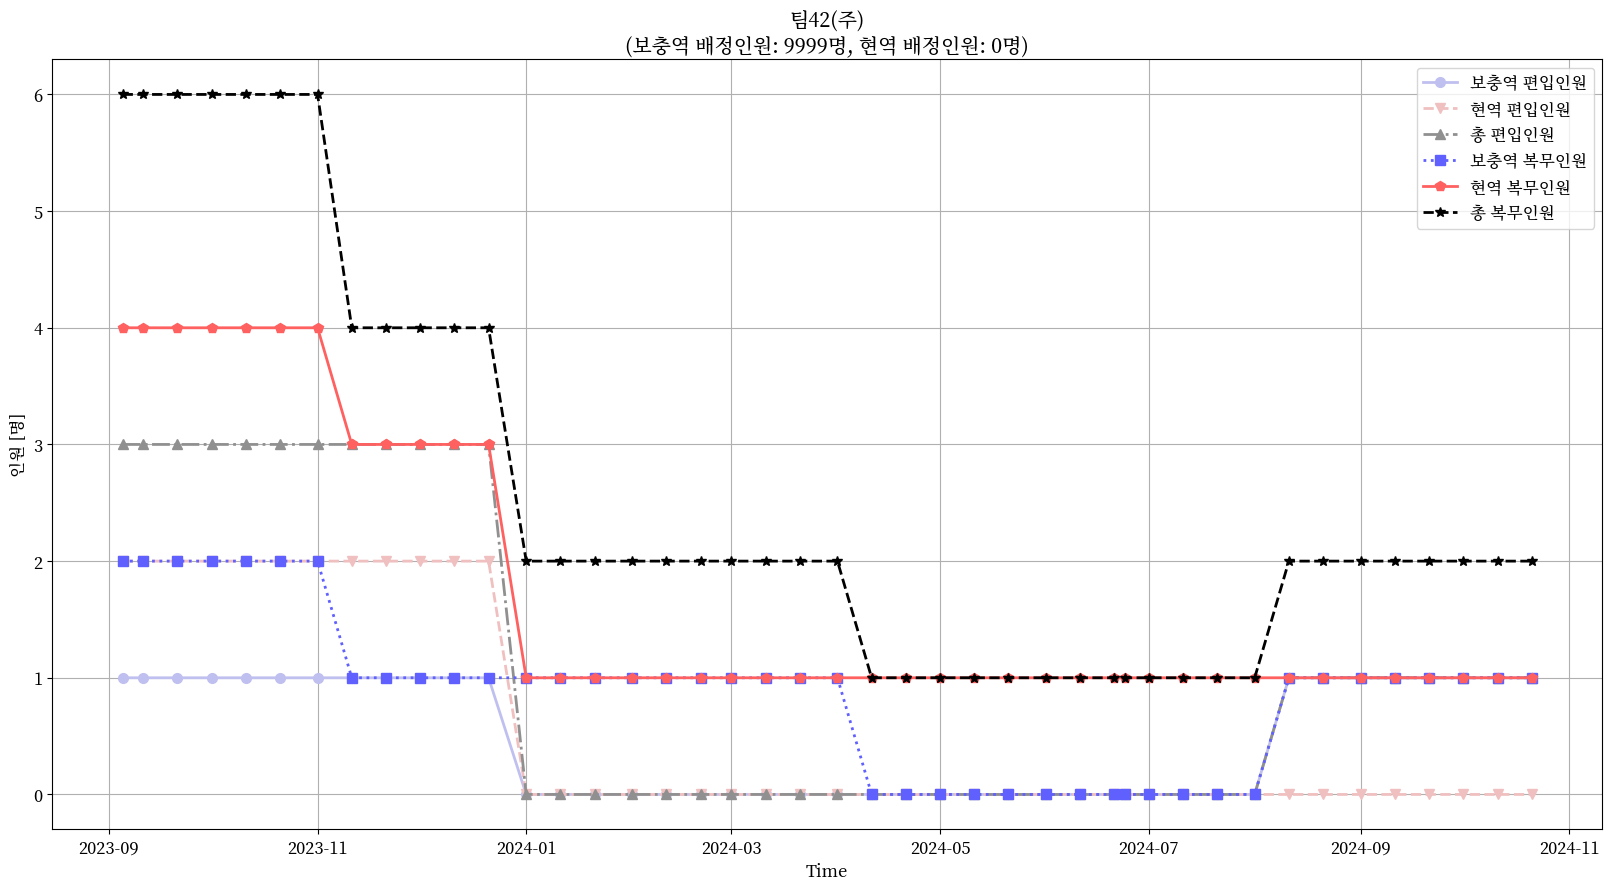 팀42(주)
(보충역 배정인원: 9999명, 현역 배정인원: 0명)
인원 [명]
6
5
4
3
2
1
0
보충역 편입인원
현역 편입인원
총 편입인원
보충역 복무인원
현역 복무인원
총 복무인원
2023-09 2023-11 2024-01 2024-03 2024-05 2024-07 2024-09 2024-11
Time